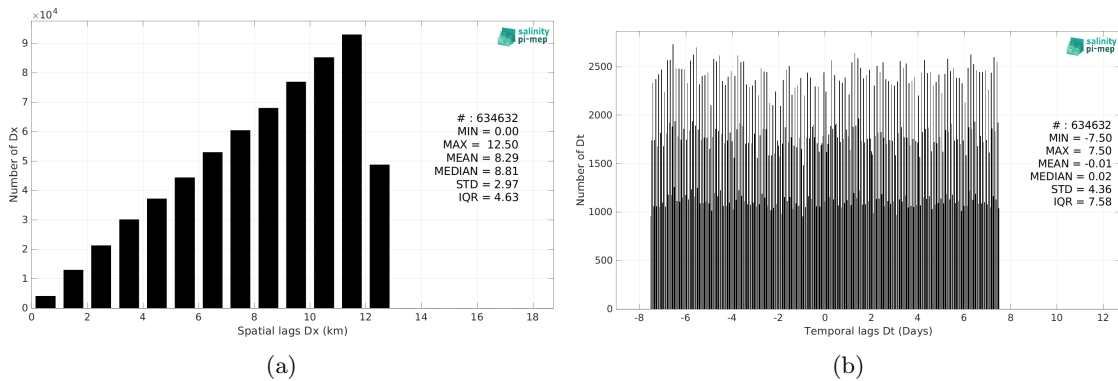 ×10⁴
9
8
7
6
5
4
3
2
1
0
Number of Dx
0 2 4 6 8 10 12 14 16 18
Spatial lags Dx (km)
salinity
pi-mep
# : 634632
MIN = 0.00
MAX = 12.50
MEAN = 8.29
MEDIAN = 8.81
STD = 2.97
IQR = 4.63
(a)
2500
2000
1500
1000
500
0
Number of Dt
-8 -6 -4 -2 0 2 4 6 8 10 12
Temporal lags Dt (Days)
salinity
pi-mep
# : 634632
MIN = -7.50
MAX = 7.50
MEAN = -0.01
MEDIAN = 0.02
STD = 4.36
IQR = 7.58
(b)